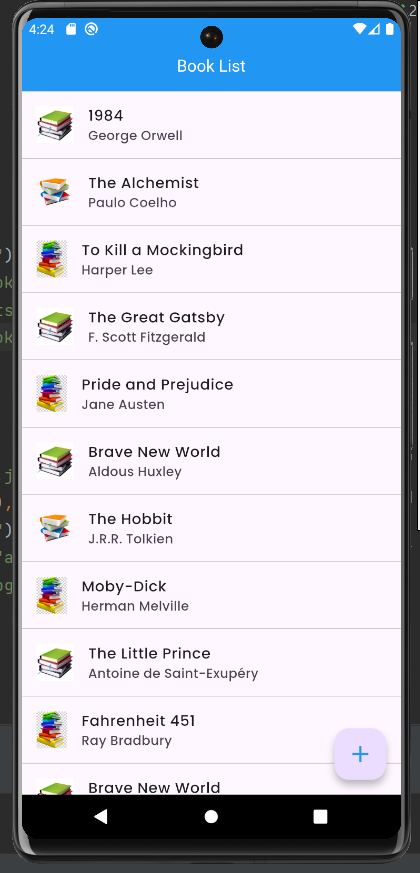 4:24
Book List
1984
George Orwell
The Alchemist
Paulo Coelho
To Kill a Mockingbird
Harper Lee
The Great Gatsby
F. Scott Fitzgerald
Pride and Prejudice
Jane Austen
Brave New World
Aldous Huxley
The Hobbit
J.R.R. Tolkien
Moby-Dick
Herman Melville
The Little Prince
Antoine de Saint-Exupéry
Fahrenheit 451
Ray Bradbury
Brave New World